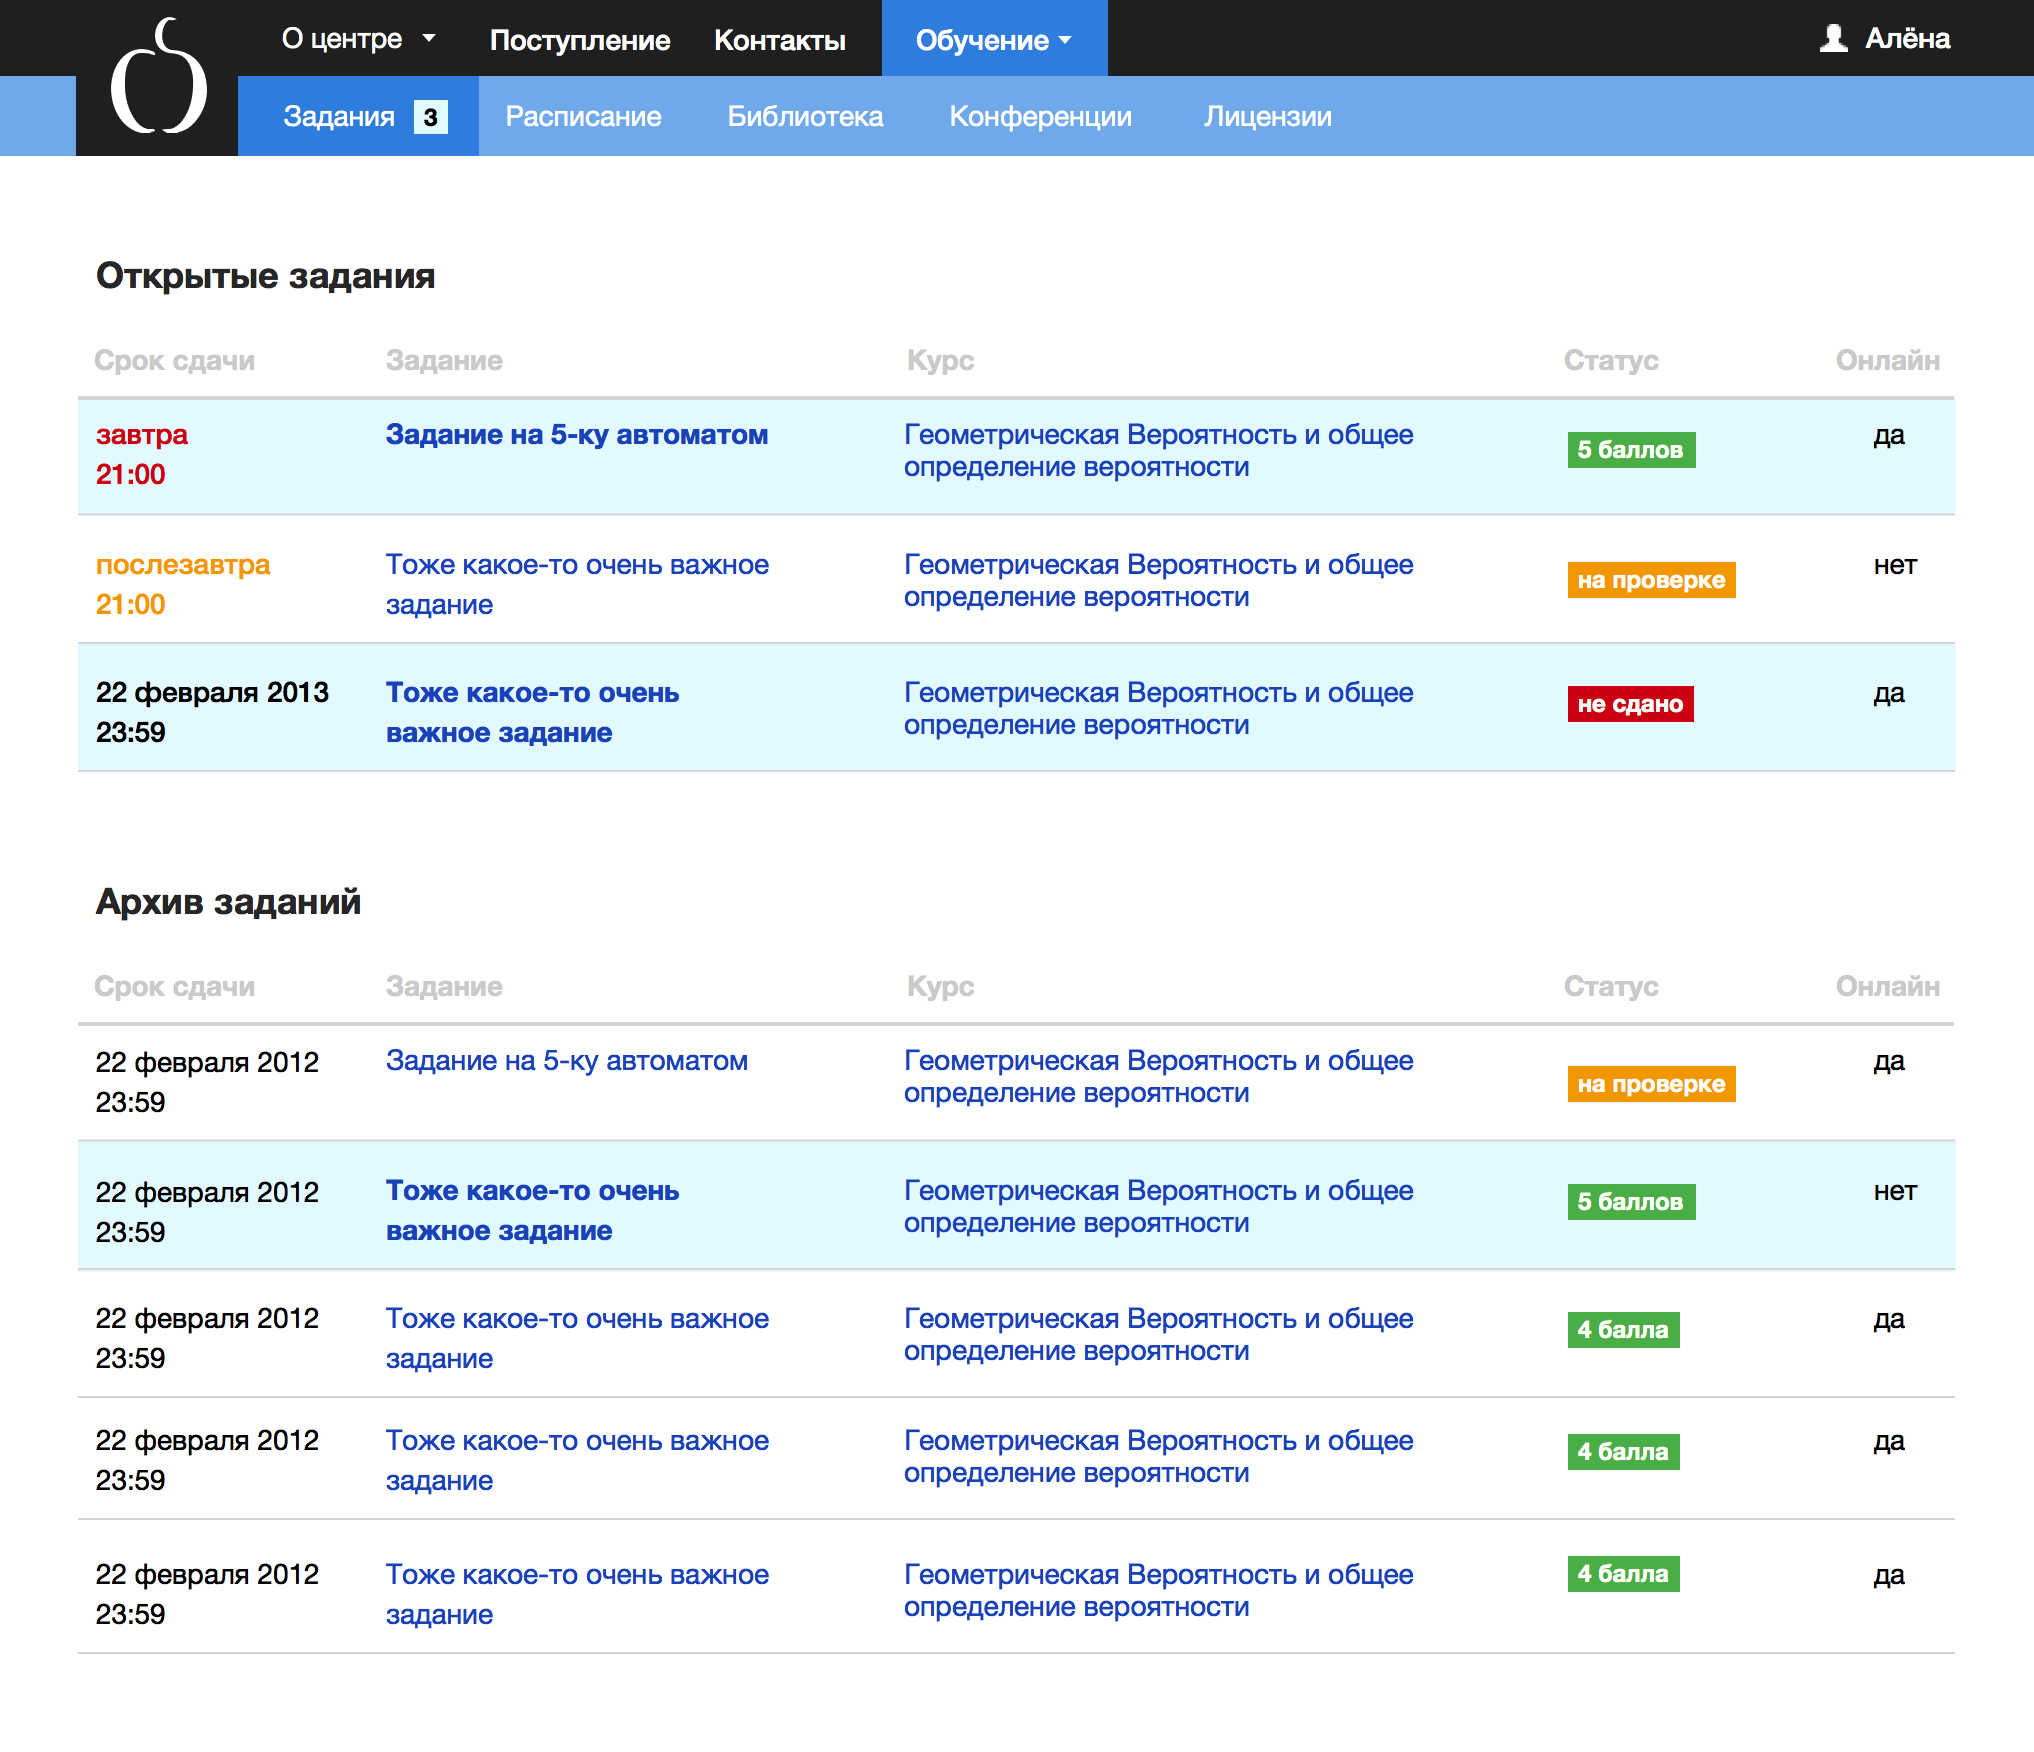 О центре Поступление Контакты Обучение Алёна
Задания 3 Расписание Библиотека Конференции Лицензии
Открытые задания
Срок сдачи Задание Курс Статус Онлайн
завтра Задание на 5-ку автоматом Геометрическая Вероятность и общее 5 баллов да
21:00 определение вероятности
послезавтра Тоже какое-то очень важное Геометрическая Вероятность и общее на проверке нет
21:00 задание определение вероятности
22 февраля 2013 Тоже какое-то очень Геометрическая Вероятность и общее не сдано да
23:59 важное задание определение вероятности
Архив заданий
Срок сдачи Задание Курс Статус Онлайн
22 февраля 2012 Задание на 5-ку автоматом Геометрическая Вероятность и общее на проверке да
23:59 определение вероятности
22 февраля 2012 Тоже какое-то очень Геометрическая Вероятность и общее 5 баллов нет
23:59 важное задание определение вероятности
22 февраля 2012 Тоже какое-то очень важное Геометрическая Вероятность и общее 4 балла да
23:59 задание определение вероятности
22 февраля 2012 Тоже какое-то очень важное Геометрическая Вероятность и общее 4 балла да
23:59 задание определение вероятности
22 февраля 2012 Тоже какое-то очень важное Геометрическая Вероятность и общее 4 балла да
23:59 задание определение вероятности